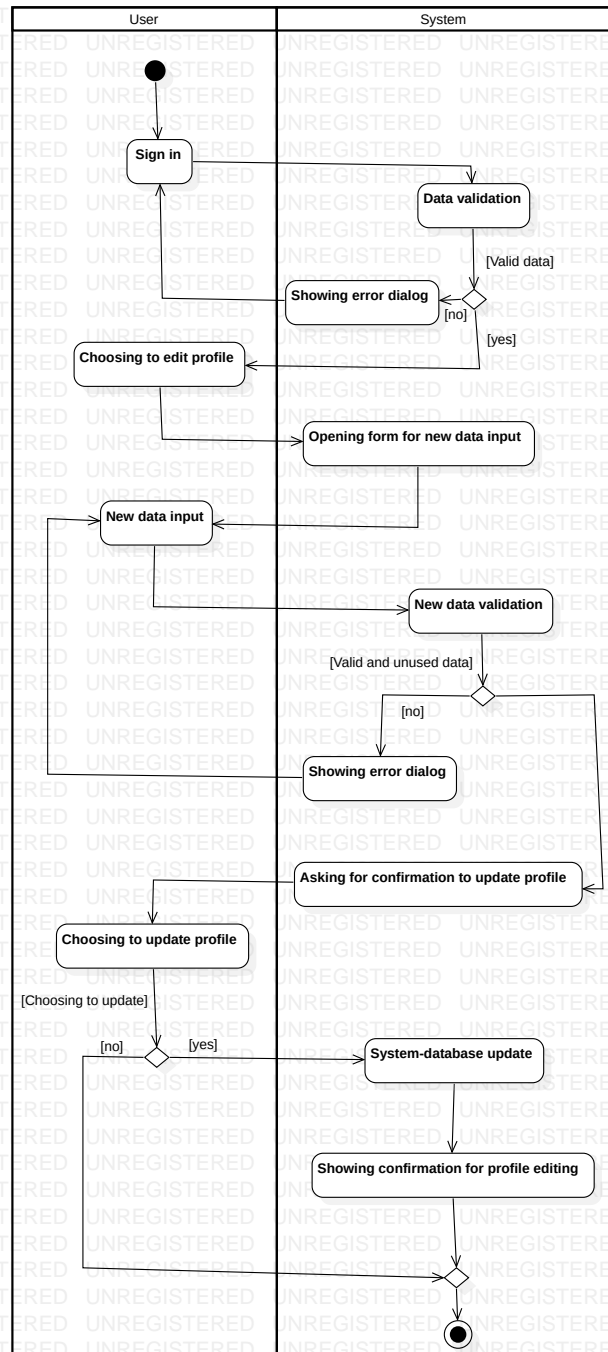 User
System
Sign in
Data validation
[Valid data]
Showing error dialog
[no]
[yes]
Choosing to edit profile
Opening form for new data input
New data input
New data validation
[Valid and unused data]
[no]
Showing error dialog
Asking for confirmation to update profile
Choosing to update profile
[Choosing to update]
[no]
[yes]
System-database update
Showing confirmation for profile editing
UNREGISTERED